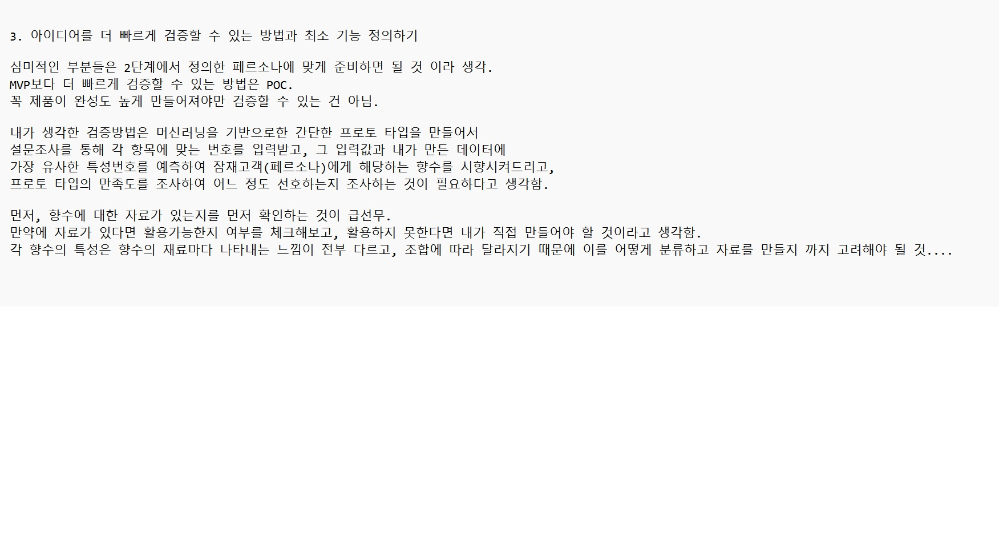 3. 아이디어를 더 빠르게 검증할 수 있는 방법과 최소 기능 정의하기
심미적인 부분들은 2단계에서 정의한 페르소나에 맞게 준비하면 될 것 이라 생각.
MVP보다 더 빠르게 검증할 수 있는 방법은 POC.
꼭 제품이 완성도 높게 만들어져야만 검증할 수 있는 건 아님.
내가 생각한 검증방법은 머신러닝을 기반으로한 간단한 프로토 타입을 만들어서
설문조사를 통해 각 항목에 맞는 번호를 입력받고, 그 입력값과 내가 만든 데이터에
가장 유사한 특성번호를 예측하여 잠재고객(페르소나)에게 해당하는 향수를 시향시켜드리고,
프로토 타입의 만족도를 조사하여 어느 정도 선호하는지 조사하는 것이 필요하다고 생각함.
먼저, 향수에 대한 자료가 있는지를 먼저 확인하는 것이 급선무.
만약에 자료가 있다면 활용가능한지 여부를 체크해보고, 활용하지 못한다면 내가 직접 만들어야 할 것이라고 생각함.
각 향수의 특성은 향수의 재료마다 나타내는 느낌이 전부 다르고, 조합에 따라 달라지기 때문에 이를 어떻게 분류하고 자료를 만들지 까지 고려해야 될 것....